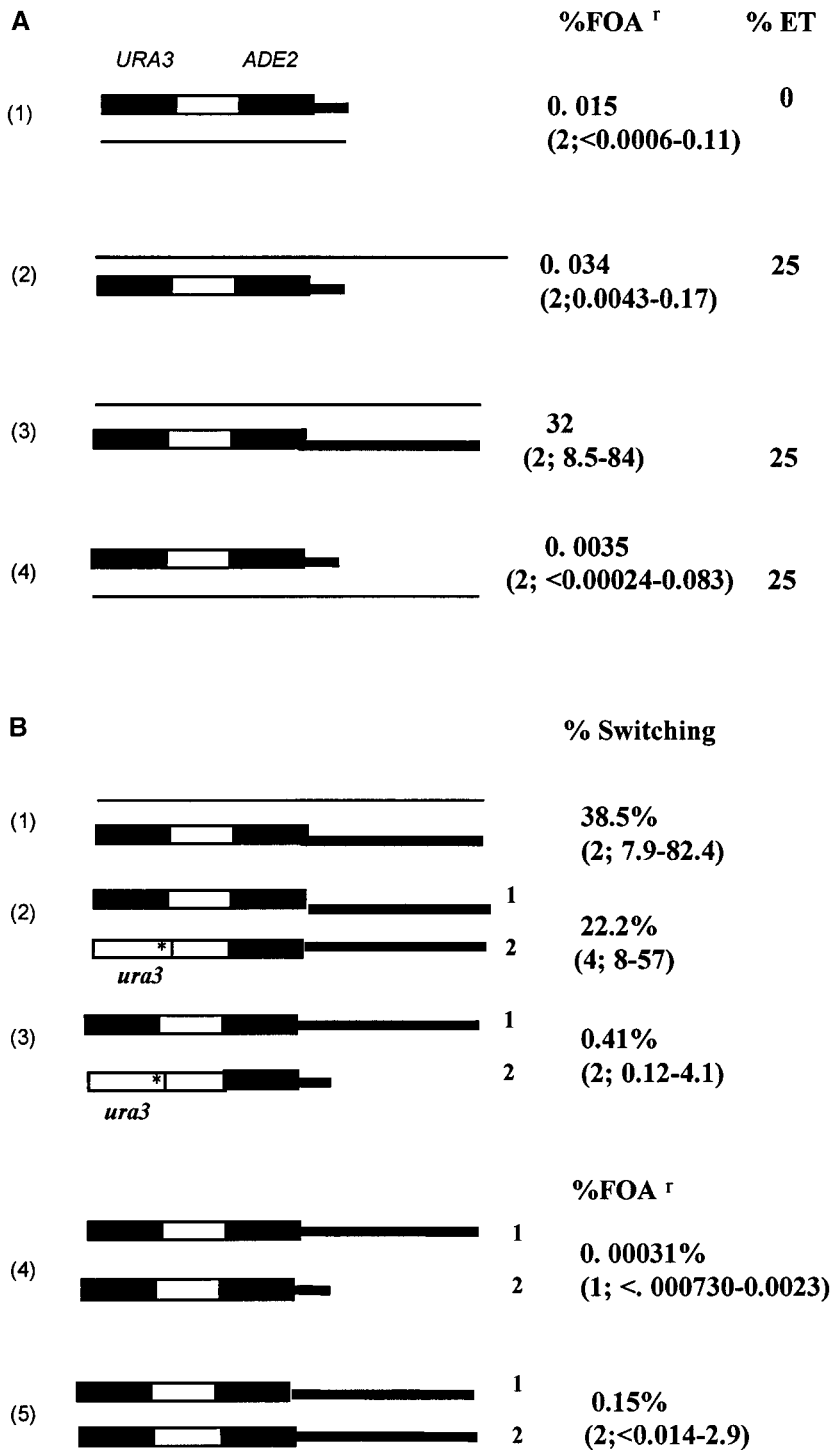 A %FOA r % ET
URA3 ADE2
(1) 0. 015 0
(2;<0.0006-0.11)
(2) 0. 034 25
(2;0.0043-0.17)
(3) 32
(2; 8.5-84) 25
(4) 0. 0035
(2; <0.00024-0.083) 25
B % Switching
(1) 38.5%
(2; 7.9-82.4)
(2) 1
22.2%
* 2 (4; 8-57)
ura3
(3) 1
0.41%
* 2 (2; 0.12-4.1)
ura3
%FOA r
(4) 1
0. 00031%
2 (1; <. 000730-0.0023)
(5) 1
0.15%
2 (2;<0.014-2.9)